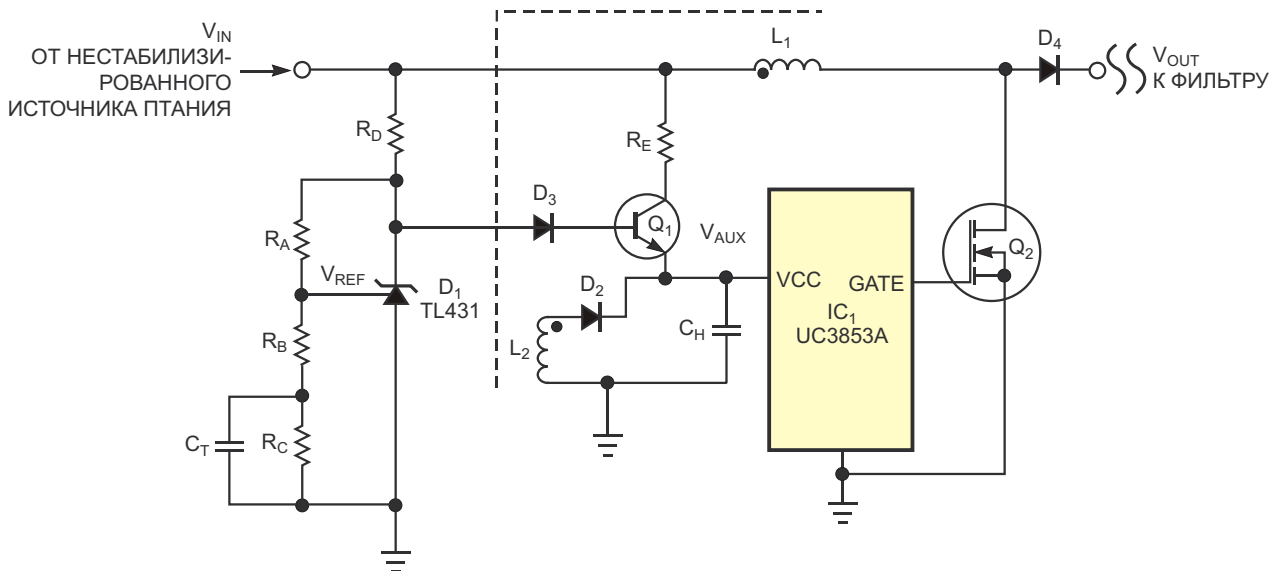 V_IN
ОТ НЕСТАБИЛИЗИ-
РОВАННОГО
ИСТОЧНИКА ПТАНИЯ
L₁
D₄
V_OUT
К ФИЛЬТРУ
R_D
R_E
D₃
Q₁
V_AUX
R_A
V_REF
D₁
TL431
D₂
VCC
GATE
Q₂
IC₁
UC3853A
C_H
L₂
R_B
C_T
R_C